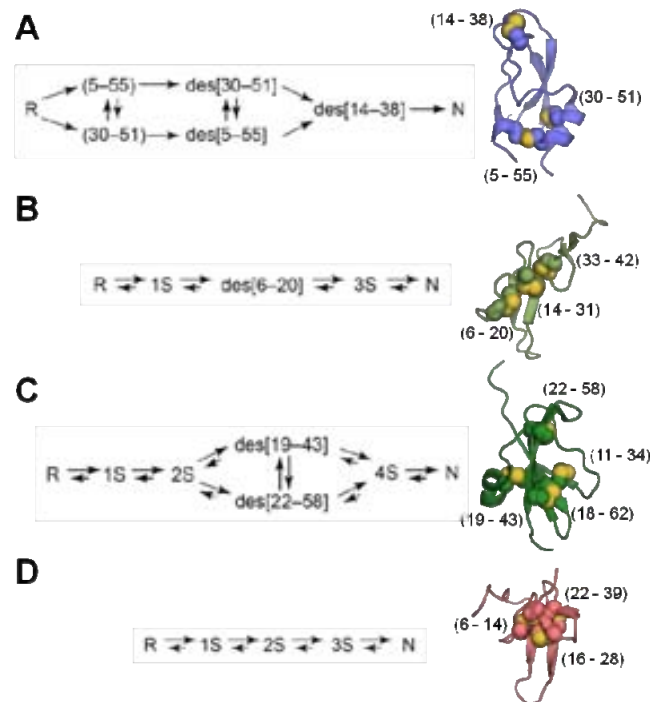 A
(14 - 38)
(5–55) des[30–51]
R des[14–38] N
(30–51) des[5–55]
(30 - 51)
(5 - 55)
B
R 1S des[6–20] 3S N
(33 - 42)
(14 - 31)
(6 - 20)
C
(22 - 58)
des[19–43]
R 1S 2S 4S N
des[22–58]
(11 - 34)
(19 - 43)
(18 - 62)
D
R 1S 2S 3S N
(22 - 39)
(6 - 14)
(16 - 28)